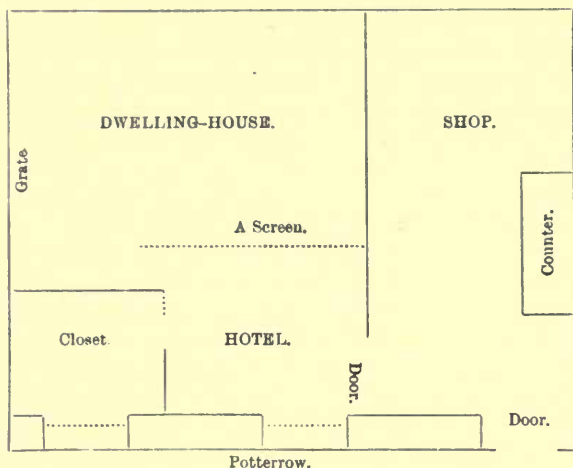 DWELLING-HOUSE.
SHOP.
Grate
A Screen.
Counter.
Closet.
HOTEL.
Door.
Door.
Potterrow.